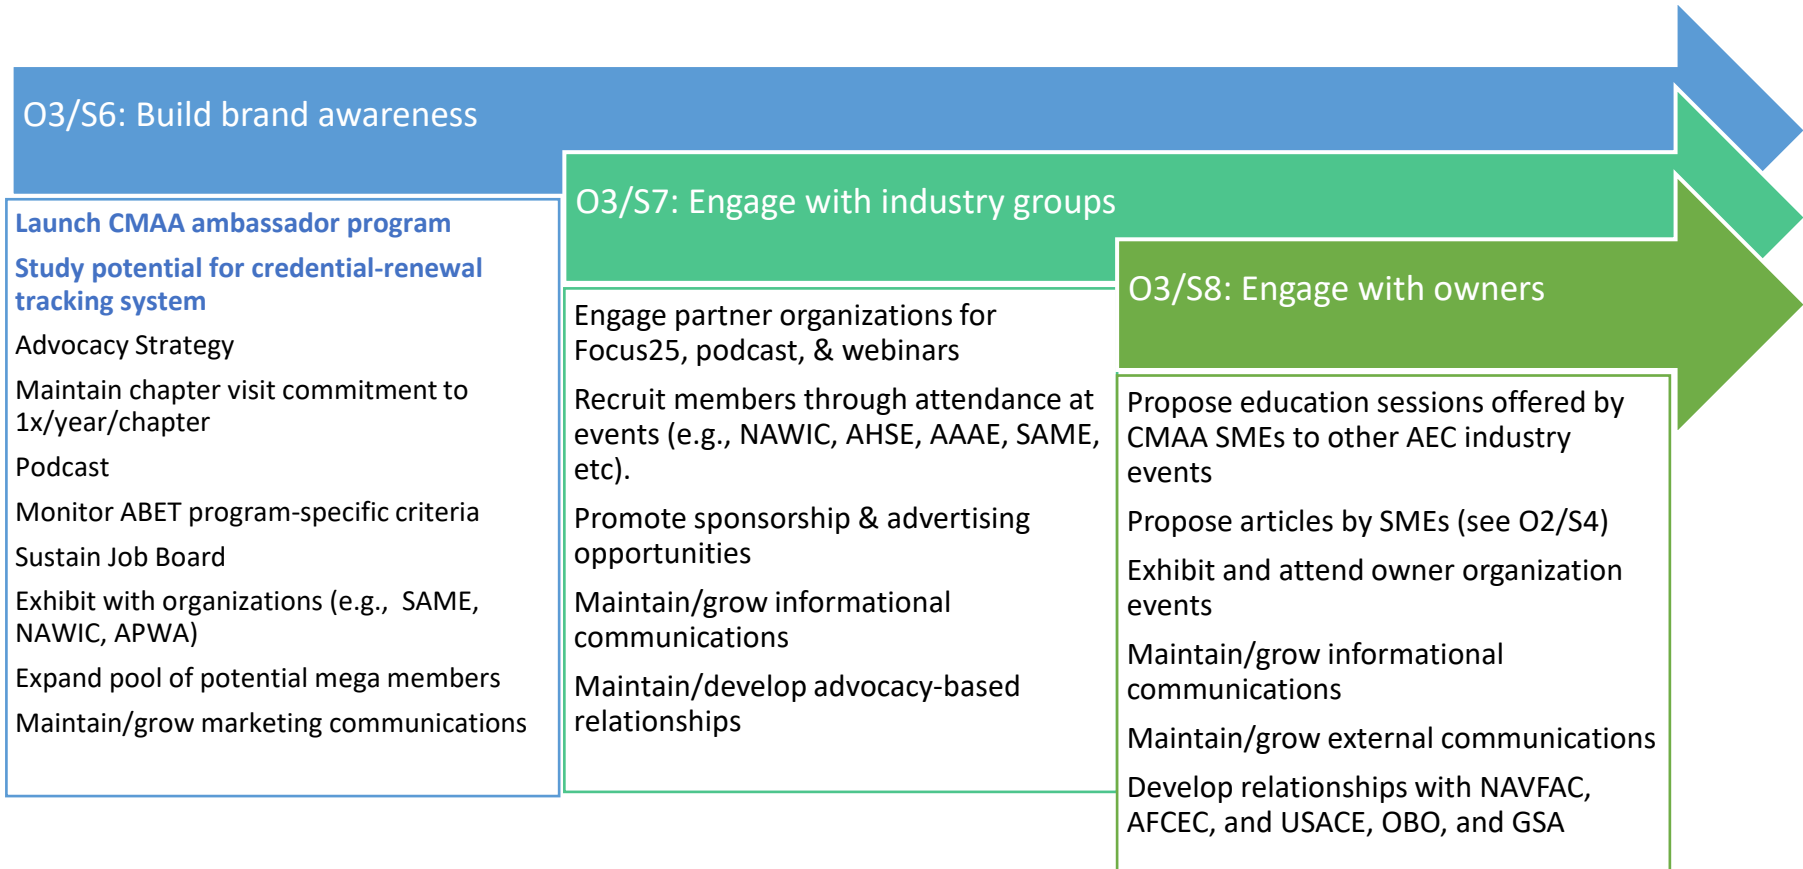 O3/S6: Build brand awareness
Launch CMAA ambassador program
Study potential for credential-renewal
tracking system
Advocacy Strategy
Maintain chapter visit commitment to
1x/year/chapter
Podcast
Monitor ABET program-specific criteria
Sustain Job Board
Exhibit with organizations (e.g., SAME,
NAWIC, APWA)
Expand pool of potential mega members
Maintain/grow marketing communications
O3/S7: Engage with industry groups
Engage partner organizations for
Focus25, podcast, & webinars
Recruit members through attendance at
events (e.g., NAWIC, AHSE, AAAE, SAME,
etc).
Promote sponsorship & advertising
opportunities
Maintain/grow informational
communications
Maintain/develop advocacy-based
relationships
O3/S8: Engage with owners
Propose education sessions offered by
CMAA SMEs to other AEC industry
events
Propose articles by SMEs (see O2/S4)
Exhibit and attend owner organization
events
Maintain/grow informational
communications
Maintain/grow external communications
Develop relationships with NAVFAC,
AFCEC, and USACE, OBO, and GSA